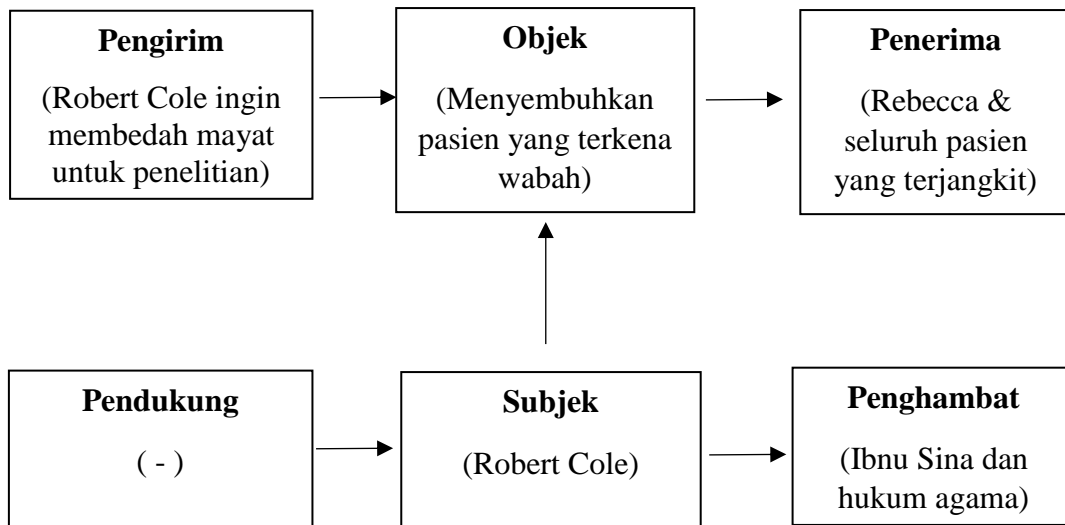 Pengirim
(Robert Cole ingin
membedah mayat
untuk penelitian)
Objek
(Menyembuhkan
pasien yang terkena
wabah)
Penerima
(Rebecca &
seluruh pasien
yang terjangkit)
Pendukung
( - )
Subjek
(Robert Cole)
Penghambat
(Ibnu Sina dan
hukum agama)